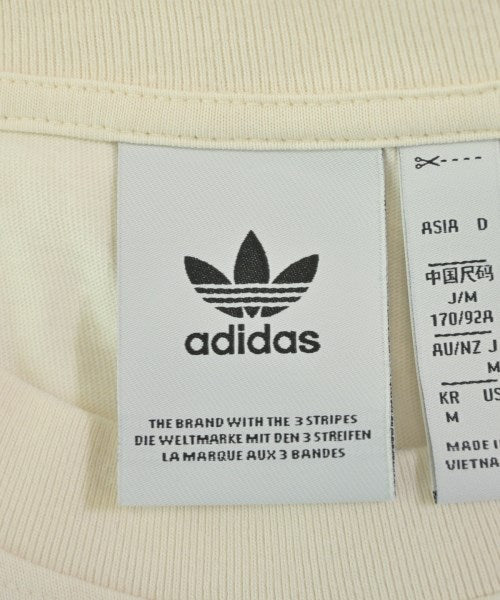 adidas
THE BRAND WITH THE 3 STRIPES
DIE WELTMARKE MIT DEN 3 STREIFEN
LA MARQUE AUX 3 BANDES
ASIA D
中国尺码
J/M
170/92A
AU/NZ J
M
KR US
M
MADE I
VIETNA